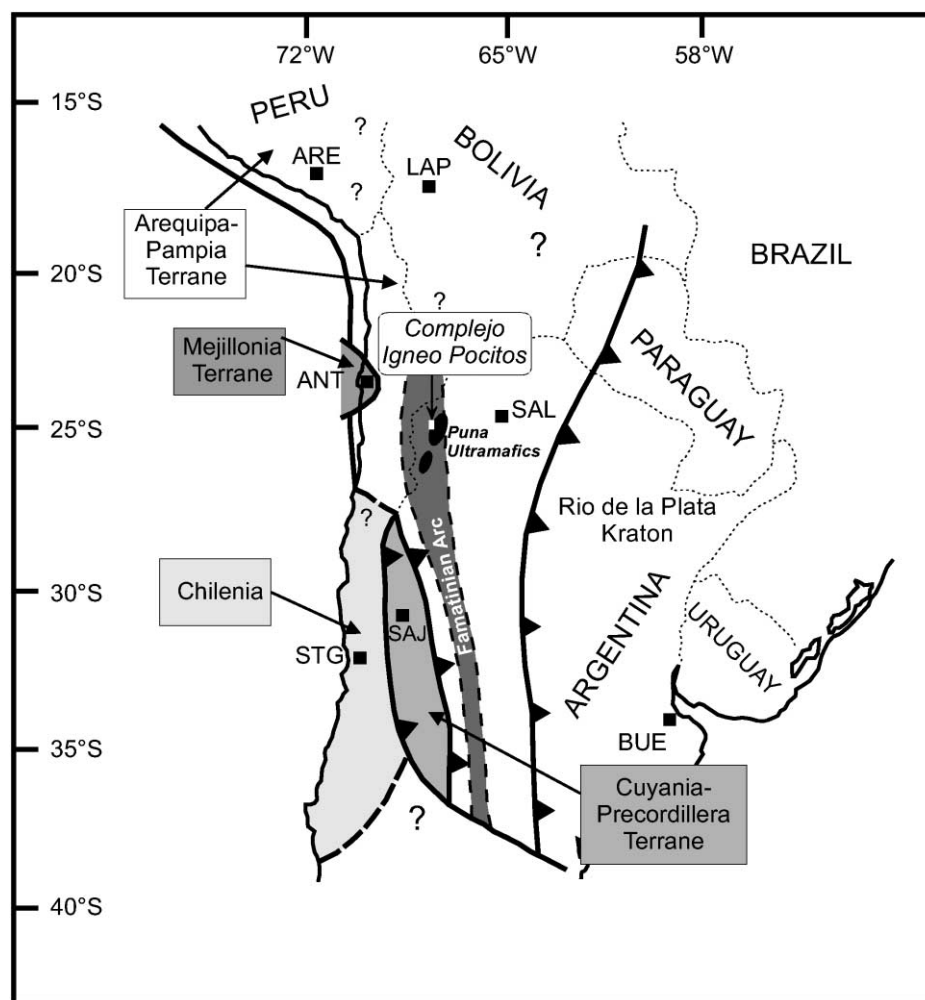 72°W
65°W
58°W
15°S
PERU
?
ARE
?
LAP
BOLIVIA
?
BRAZIL
Arequipa-
Pampia
Terrane
20°S
?
Complejo
Igneo Pocitos
Mejillonia
Terrane
ANT
PARAGUAY
SAL
25°S
Puna
Ultramafics
?
Rio de la Plata
Kraton
Famatinian Arc
30°S
Chilenia
SAJ
STG
ARGENTINA
URUGUAY
35°S
BUE
?
Cuyania-
Precordillera
Terrane
40°S